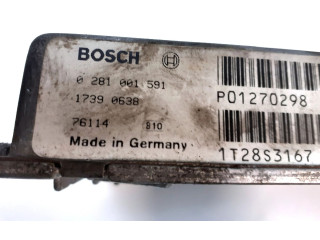 BOSCH
0 281 001 591
1739 0638
P01270298
76114 810
Made in Germany
1T28S3167